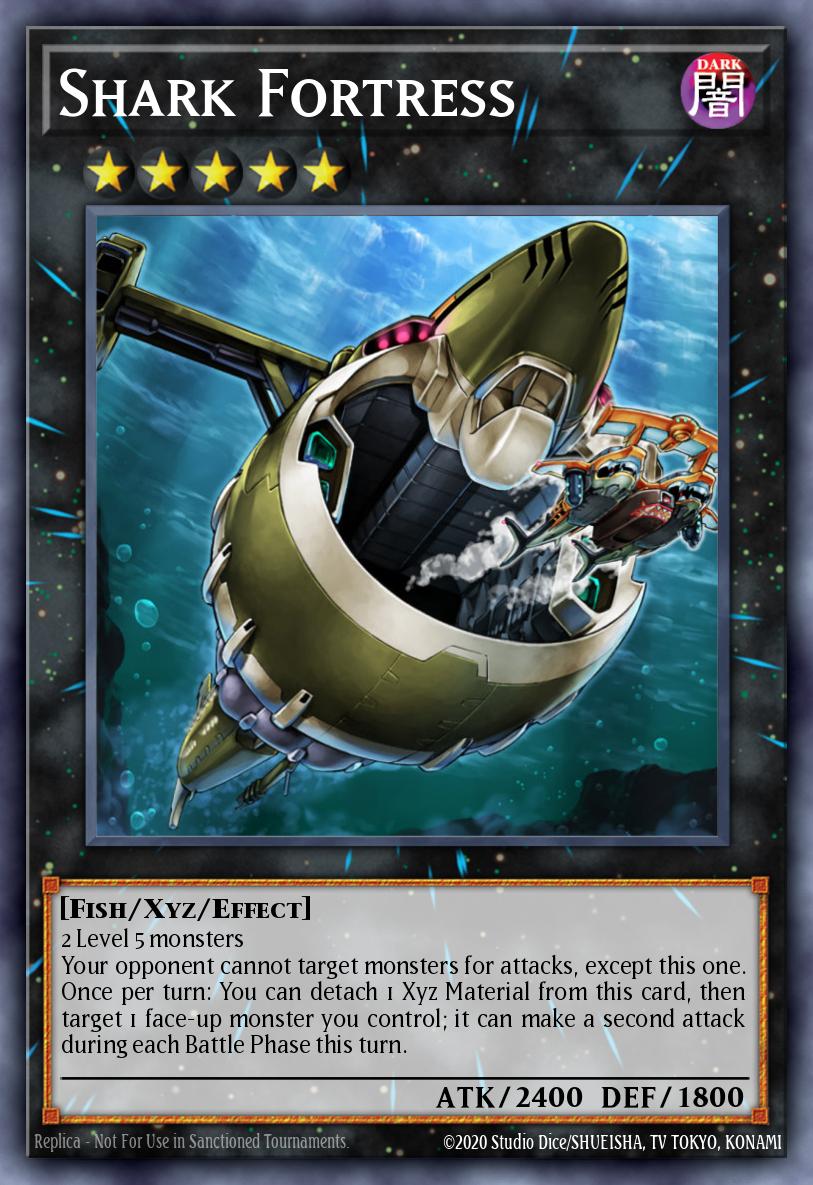 Shark Fortress
DARK
闇
[Fish/Xyz/Effect]
2 Level 5 monsters
Your opponent cannot target monsters for attacks, except this one.
Once per turn: You can detach 1 Xyz Material from this card, then
target 1 face-up monster you control; it can make a second attack
during each Battle Phase this turn.
ATK/2400 DEF/1800
Replica - Not For Use in Sanctioned Tournaments.
©2020 Studio Dice/SHUEISHA, TV TOKYO, KONAMI